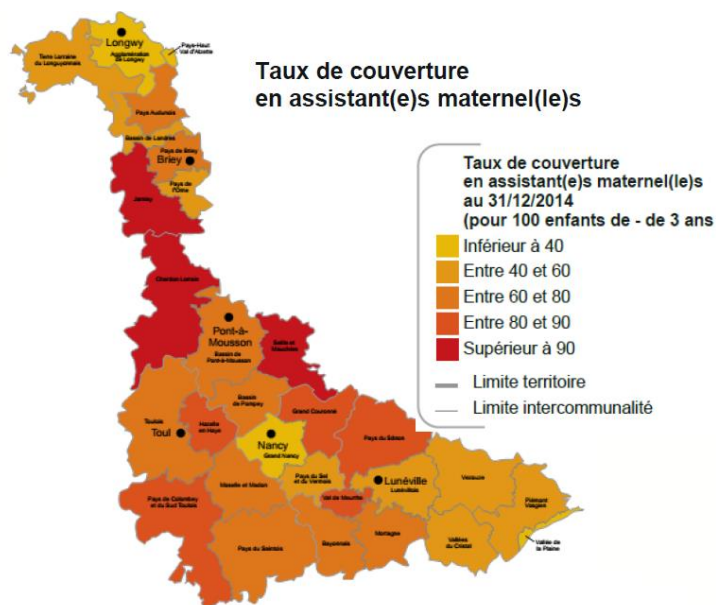 Taux de couverture
en assistant(e)s maternel(le)s
Taux de couverture
en assistant(e)s maternel(le)s
au 31/12/2014
(pour 100 enfants de - de 3 ans
Inférieur à 40
Entre 40 et 60
Entre 60 et 80
Entre 80 et 90
Supérieur à 90
Limite territoire
Limite intercommunalité
Longwy
Agglomération
de Longwy
Pays-Haut
Val d'Alzette
Terre Lorraine
du Longuyonnais
Pays Audunois
Bassin de Landres
Pays de Briey
Briey
Pays de
l'Orne
Jarnisy
Chardon Lorrain
Pont-à-
Mousson
Bassin de
Pont-à-Mousson
Seille et
Mauchère
Bassin
de Pompey
Grand Couronné
Toulois
Toul
Hazelle
en Haye
Nancy
Grand Nancy
Pays du Sânon
Moselle et Madon
Pays du Sel
et du Vermois
Val de Meurthe
Lunéville
Lunévillois
Vezouze
Piémont
Vosgien
Pays de Colombey
et du Sud Toulois
Pays du Saintois
Bayonnais
Mortagne
Vallées
du Cristal
Vallée de
la Plaine